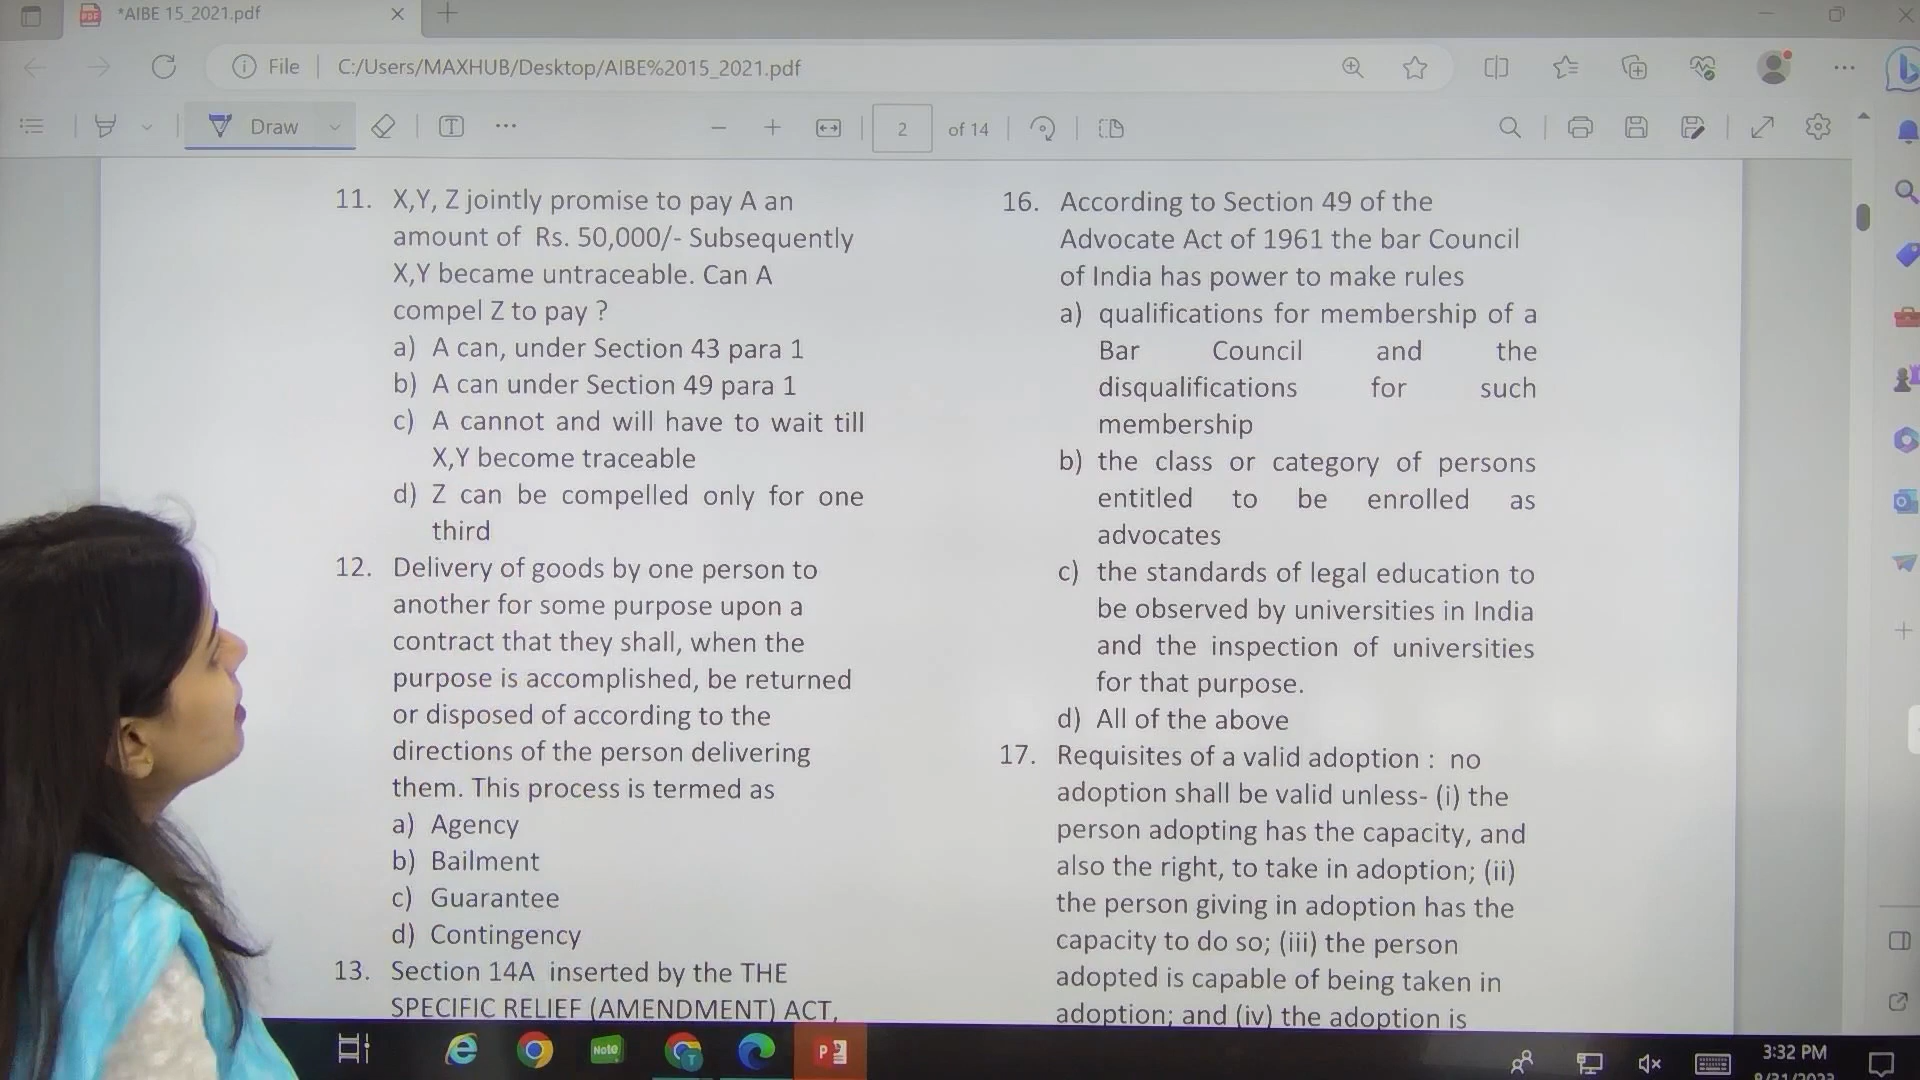 *AIBE 15_2021.pdf
File
C:/Users/MAXHUB/Desktop/AIBE%2015_2021.pdf
Draw
2 of 14
11. X,Y, Z jointly promise to pay A an
amount of Rs. 50,000/- Subsequently
X,Y became untraceable. Can A
compel Z to pay ?
a) A can, under Section 43 para 1
b) A can under Section 49 para 1
c) A cannot and will have to wait till
X,Y become traceable
d) Z can be compelled only for one
third
12. Delivery of goods by one person to
another for some purpose upon a
contract that they shall, when the
purpose is accomplished, be returned
or disposed of according to the
directions of the person delivering
them. This process is termed as
a) Agency
b) Bailment
c) Guarantee
d) Contingency
13. Section 14A inserted by the THE
SPECIFIC RELIEF (AMENDMENT) ACT,
16. According to Section 49 of the
Advocate Act of 1961 the bar Council
of India has power to make rules
a) qualifications for membership of a
Bar Council and the
disqualifications for such
membership
b) the class or category of persons
entitled to be enrolled as
advocates
c) the standards of legal education to
be observed by universities in India
and the inspection of universities
for that purpose.
d) All of the above
17. Requisites of a valid adoption : no
adoption shall be valid unless- (i) the
person adopting has the capacity, and
also the right, to take in adoption; (ii)
the person giving in adoption has the
capacity to do so; (iii) the person
adopted is capable of being taken in
adoption; and (iv) the adoption is
Note
3:32 PM